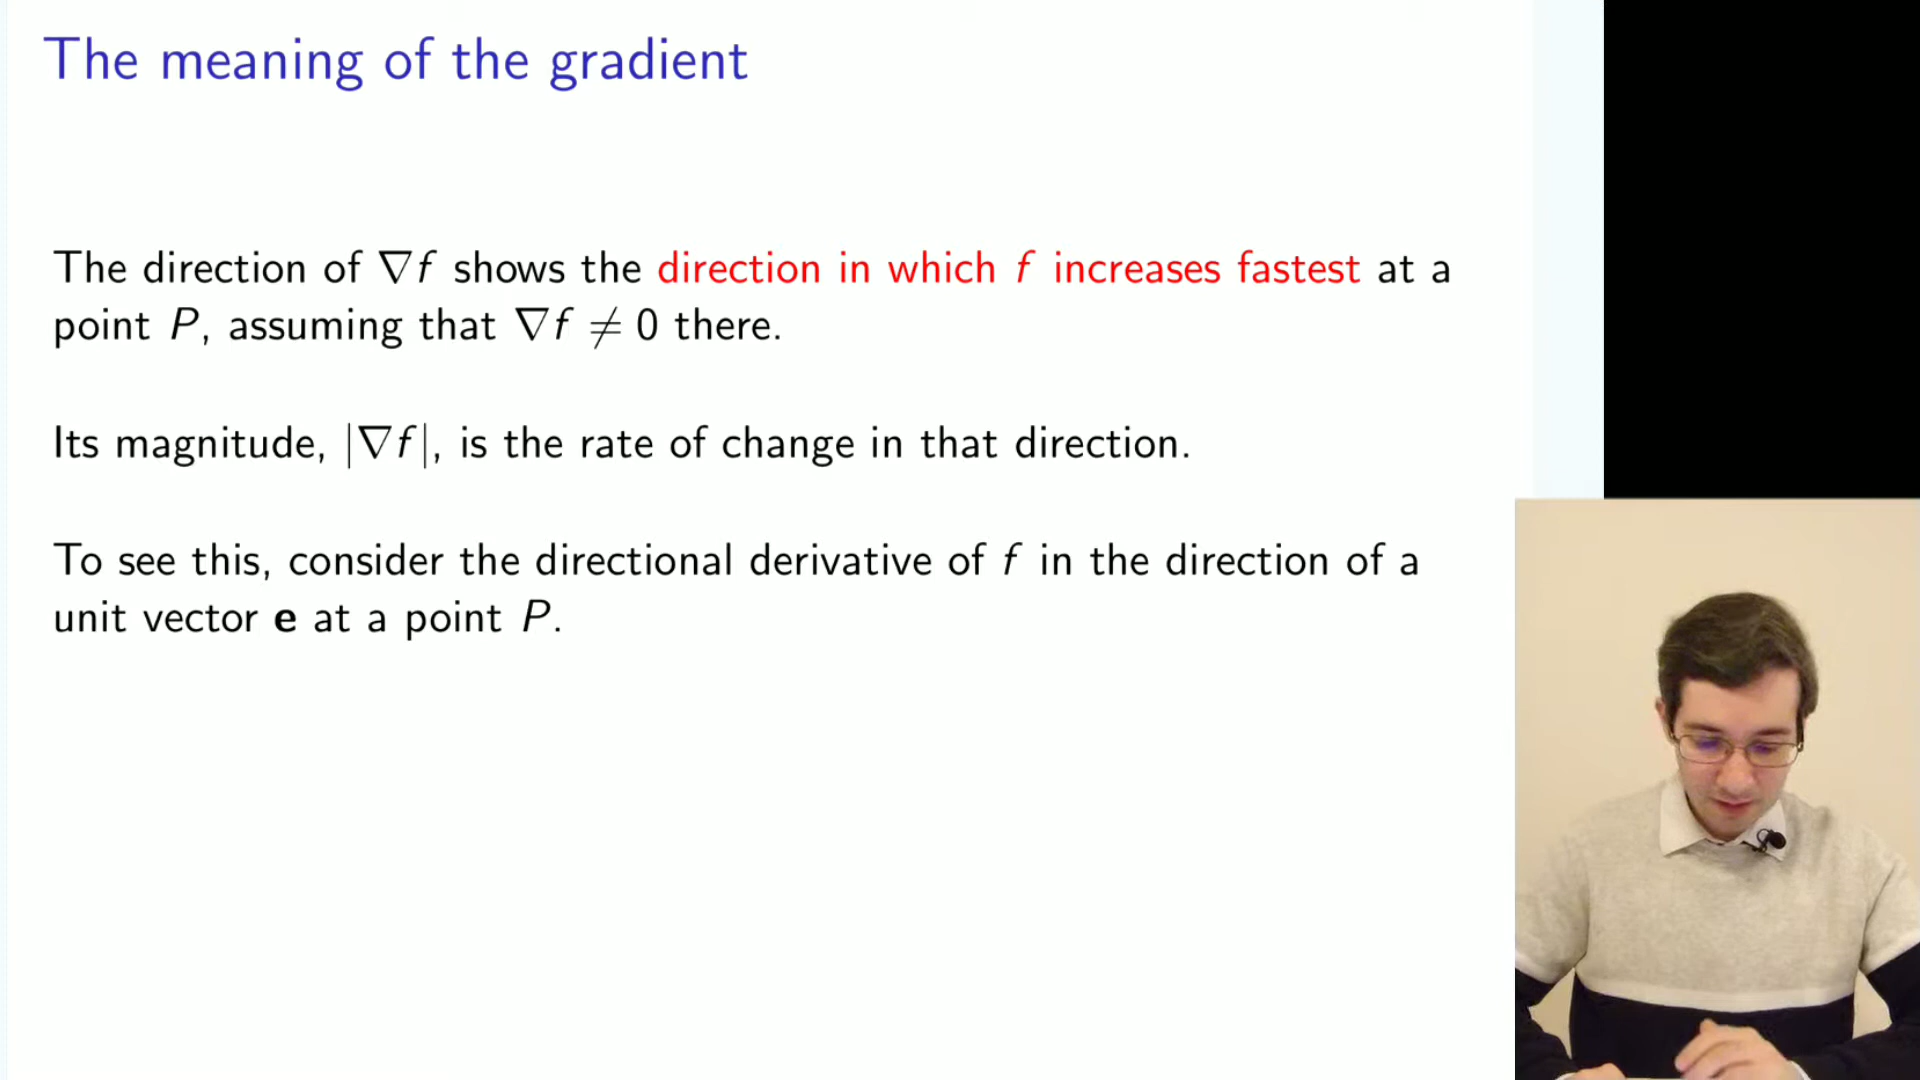 The meaning of the gradient
The direction of ∇f shows the direction in which f increases fastest at a
point P, assuming that ∇f ≠ 0 there.
Its magnitude, |∇f|, is the rate of change in that direction.
To see this, consider the directional derivative of f in the direction of a
unit vector e at a point P.